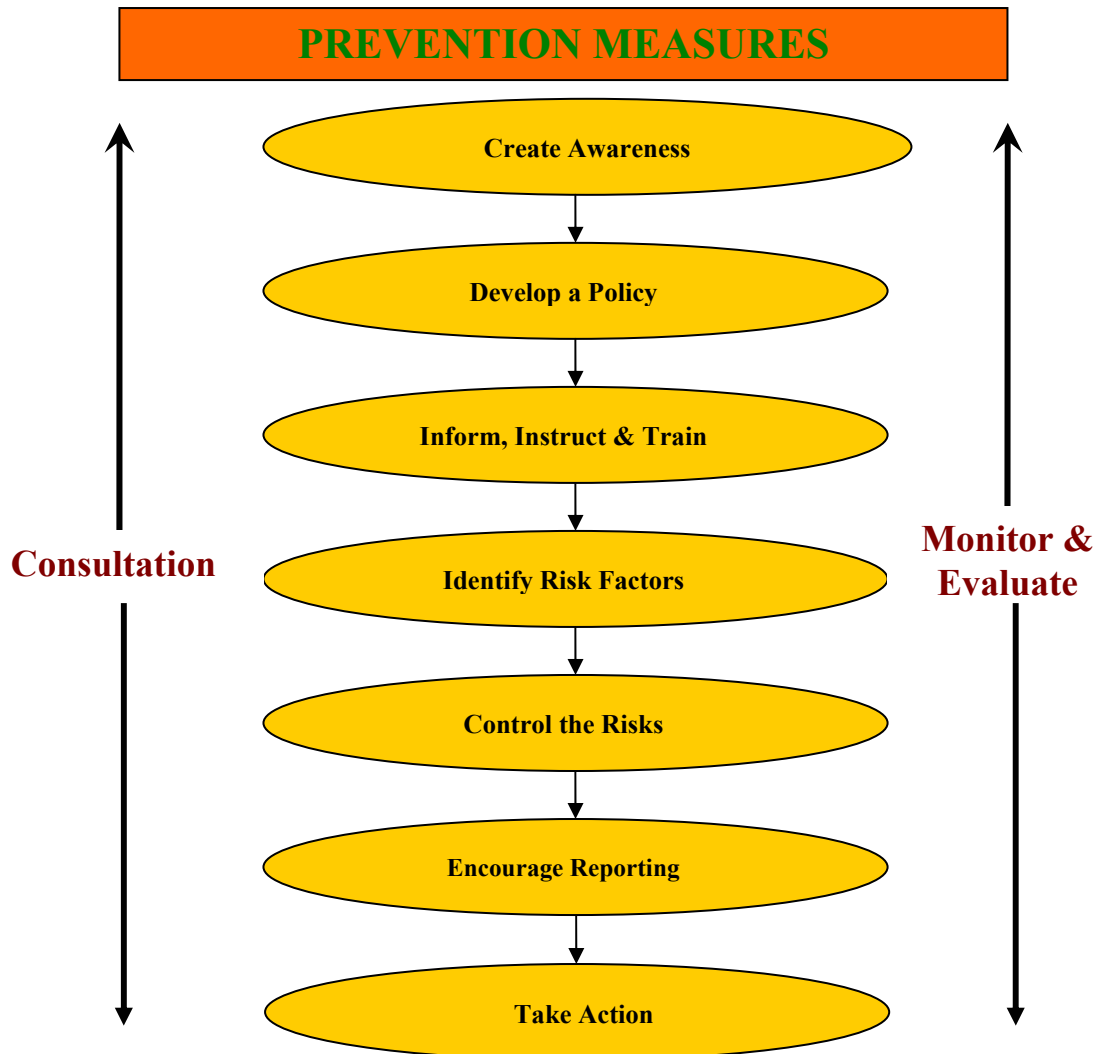 PREVENTION MEASURES
Create Awareness
Develop a Policy
Inform, Instruct & Train
Consultation
Monitor &
Evaluate
Identify Risk Factors
Control the Risks
Encourage Reporting
Take Action